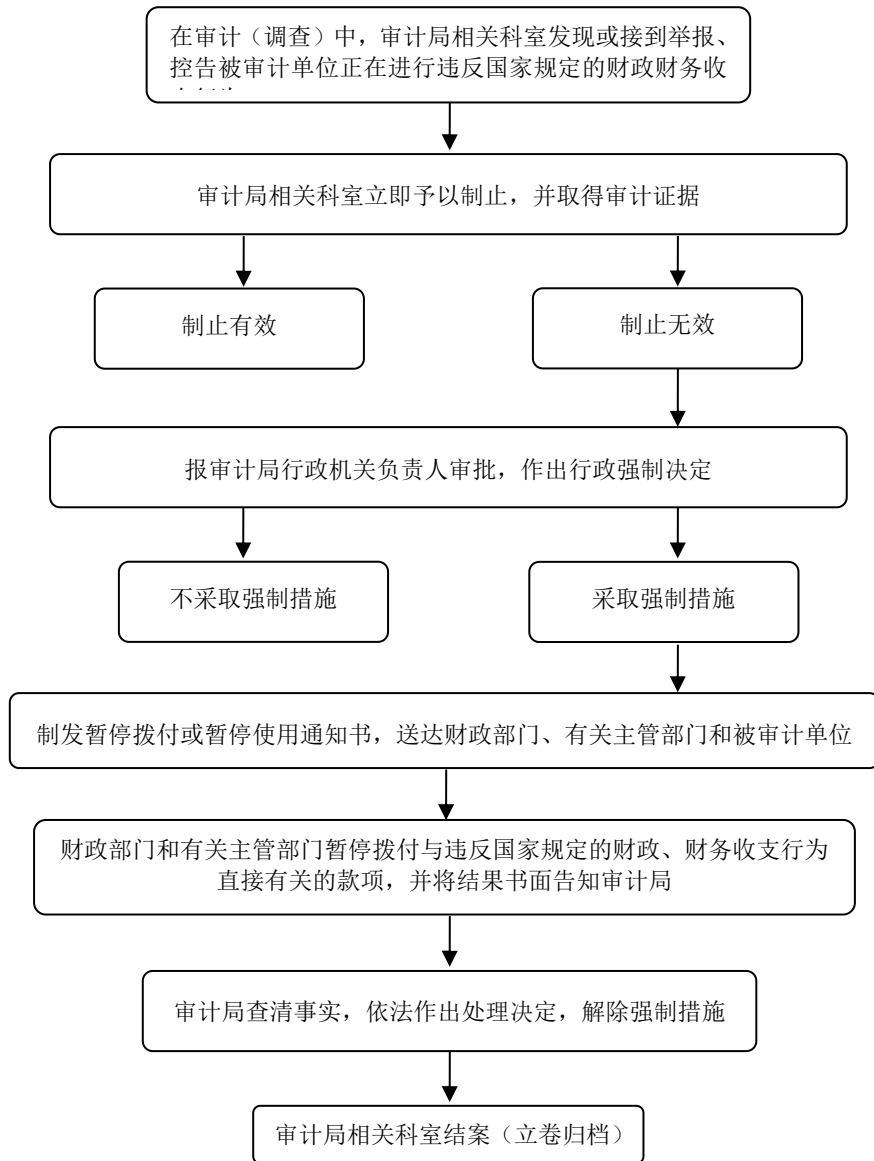 在审计（调查）中，审计局相关科室发现或接到举报、
控告被审计单位正在进行违反国家规定的财政财务收
审计局相关科室立即予以制止，并取得审计证据
制止有效
制止无效
报审计局行政机关负责人审批，作出行政强制决定
不采取强制措施
采取强制措施
制发暂停拨付或暂停使用通知书，送达财政部门、有关主管部门和被审计单位
财政部门和有关主管部门暂停拨付与违反国家规定的财政、财务收支行为
直接有关的款项，并将结果书面告知审计局
审计局查清事实，依法作出处理决定，解除强制措施
审计局相关科室结案（立卷归档）